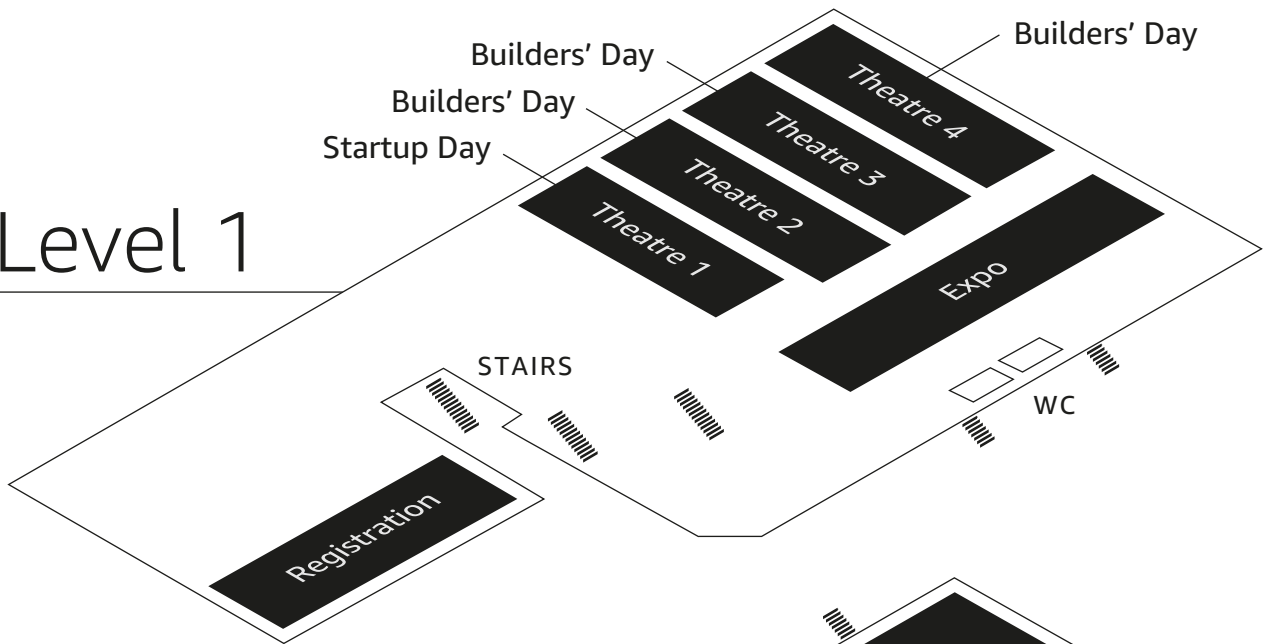 Builders’ Day
Builders’ Day
Builders’ Day
Startup Day
Theatre 4
Theatre 3
Theatre 2
Theatre 1
Level 1
Expo
STAIRS
WC
Registration